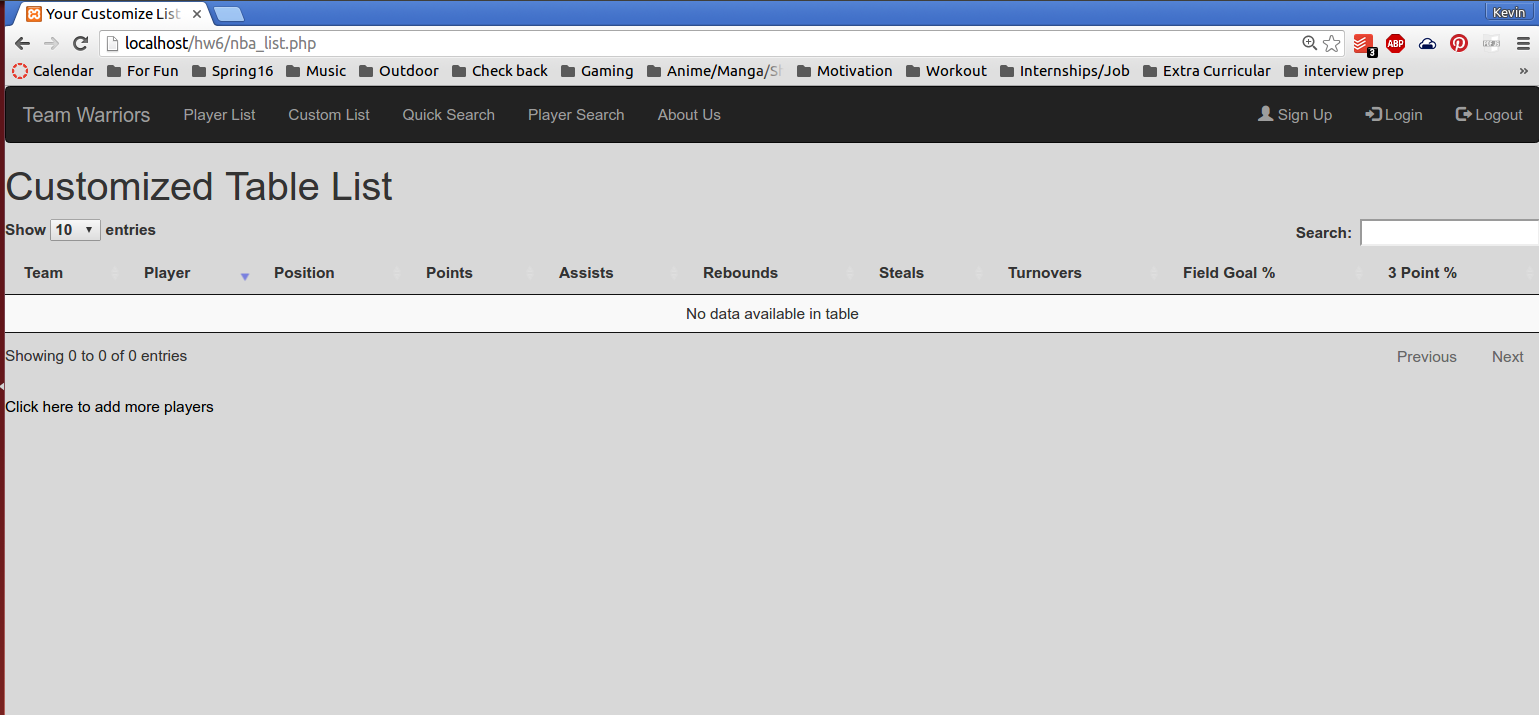 Your Customize List
Kevin
localhost/hw6/nba_list.php
ABP
3
Calendar For Fun Spring16 Music Outdoor Check back Gaming Anime/Manga/S Motivation Workout Internships/Job Extra Curricular interview prep »
Team Warriors Player List Custom List Quick Search Player Search About Us Sign Up Login Logout
Customized Table List
Show 10 entries Search:
Team Player Position Points Assists Rebounds Steals Turnovers Field Goal % 3 Point %
No data available in table
Showing 0 to 0 of 0 entries Previous Next
Click here to add more players